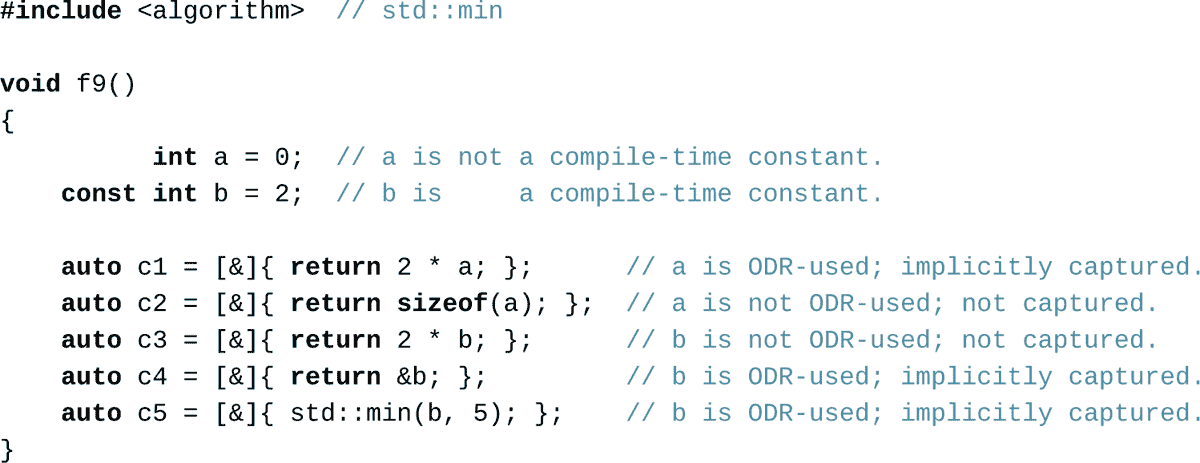 #include <algorithm>  // std::min

void f9()
{
          int a = 0;  // a is not a compile-time constant.
    const int b = 2;  // b is     a compile-time constant.

    auto c1 = [&]{ return 2 * a; };      // a is ODR-used; implicitly captured.
    auto c2 = [&]{ return sizeof(a); };  // a is not ODR-used; not captured.
    auto c3 = [&]{ return 2 * b; };      // b is not ODR-used; not captured.
    auto c4 = [&]{ return &b; };         // b is ODR-used; implicitly captured.
    auto c5 = [&]{ std::min(b, 5); };    // b is ODR-used; implicitly captured.
}